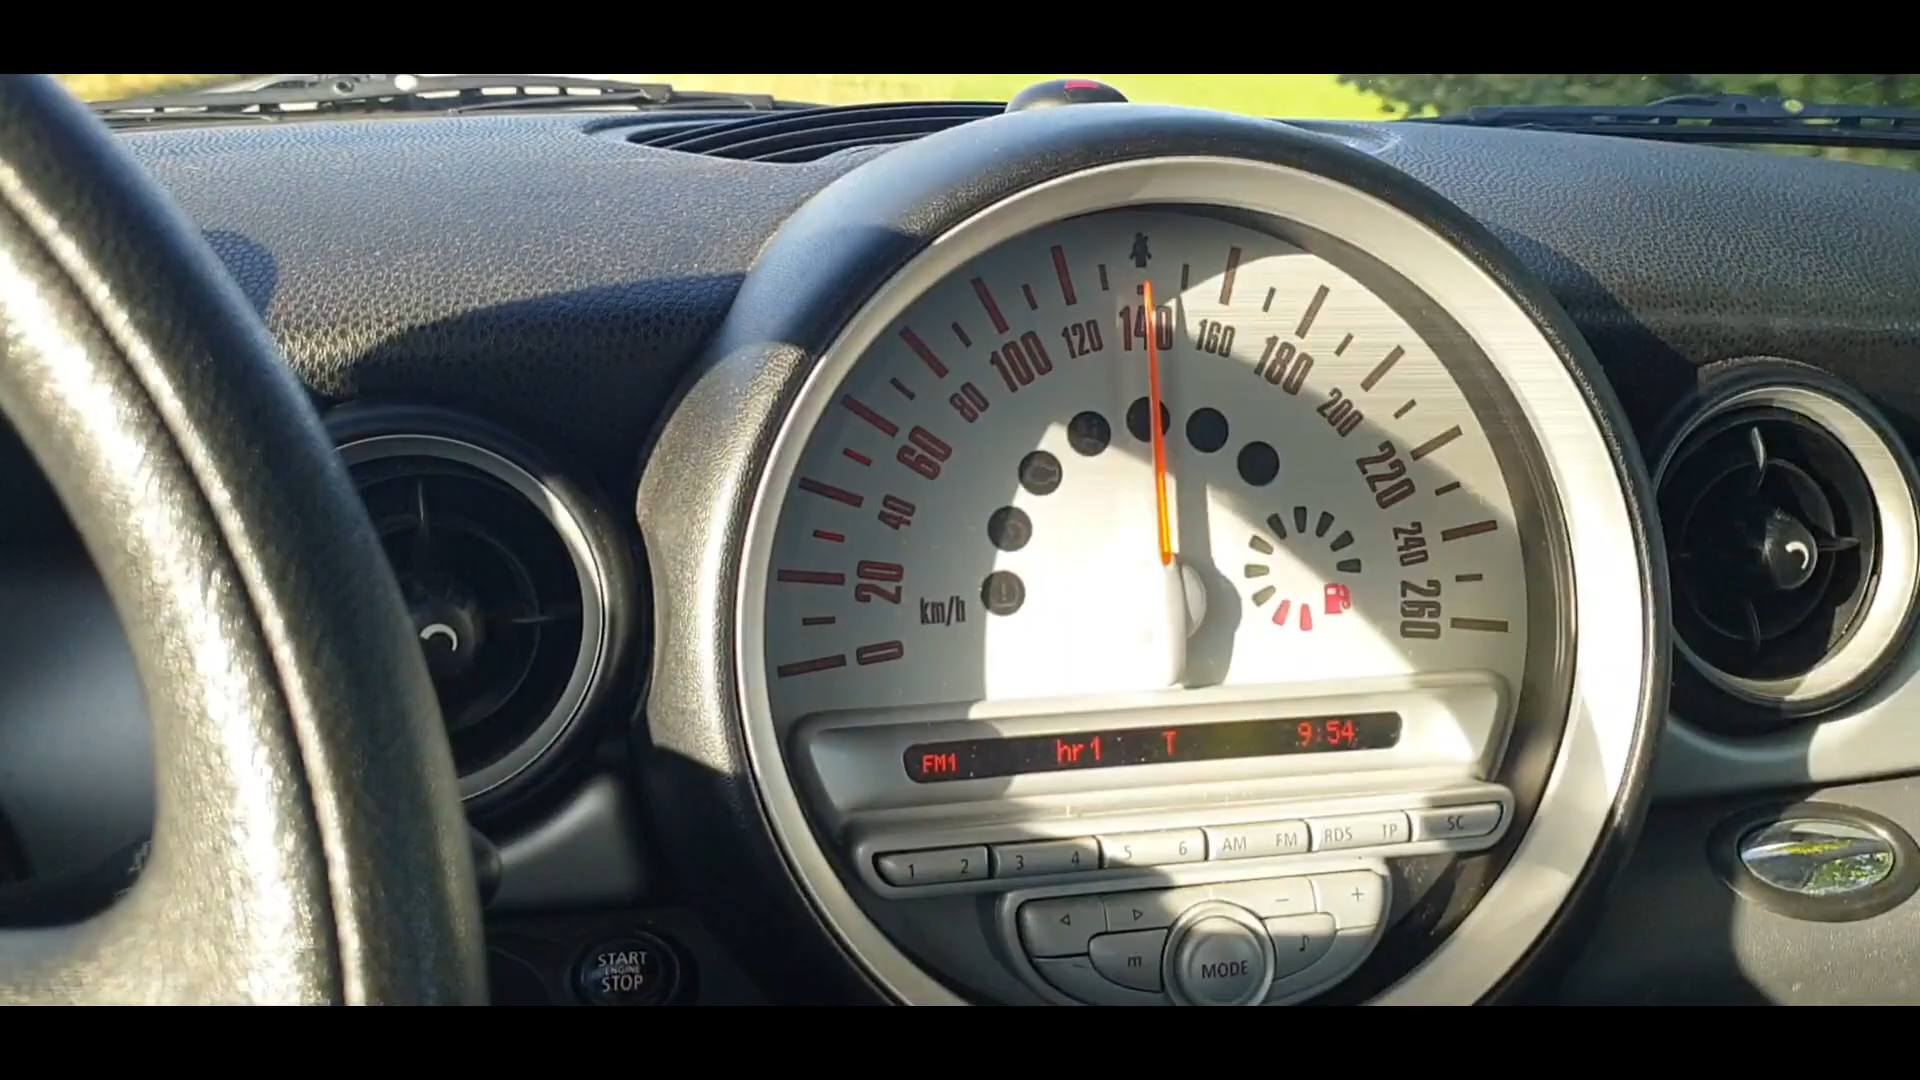 0
20
40
60
80
100
120
140
160
180
200
220
240
260
km/h
FM1 hr1 T 9:54
1 2 3 4 5 6 AM FM RDS TP SC
− +
m MODE
START
ENGINE
STOP